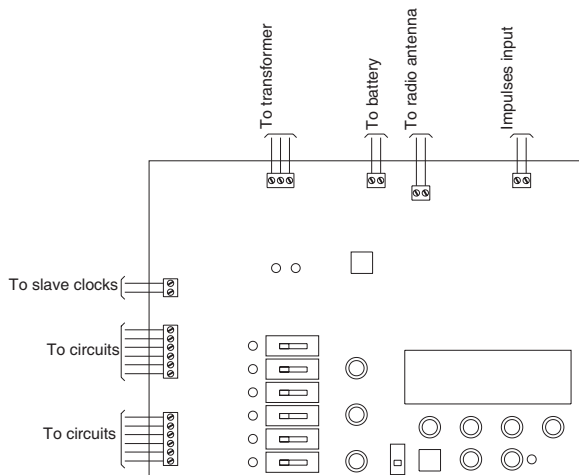 To transformer
To battery
To radio antenna
Impulses input
To slave clocks
To circuits
To circuits